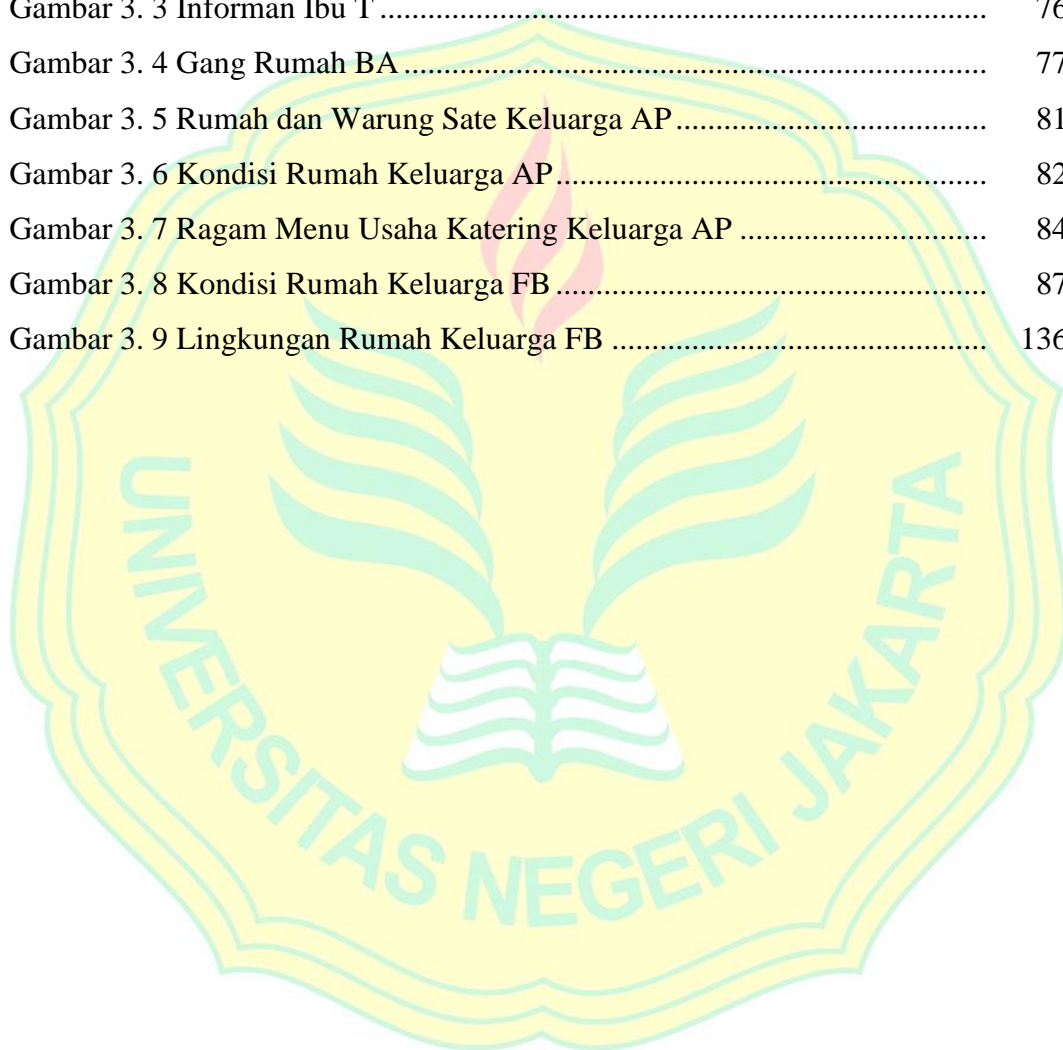 Gambar 3. 3 Informan Ibu T ........................................................................... 76
Gambar 3. 4 Gang Rumah BA ........................................................................ 77
Gambar 3. 5 Rumah dan Warung Sate Keluarga AP ...................................... 81
Gambar 3. 6 Kondisi Rumah Keluarga AP ..................................................... 82
Gambar 3. 7 Ragam Menu Usaha Katering Keluarga AP .............................. 84
Gambar 3. 8 Kondisi Rumah Keluarga FB ..................................................... 87
Gambar 3. 9 Lingkungan Rumah Keluarga FB .............................................. 136
UNIVERSITAS NEGERI JAKARTA